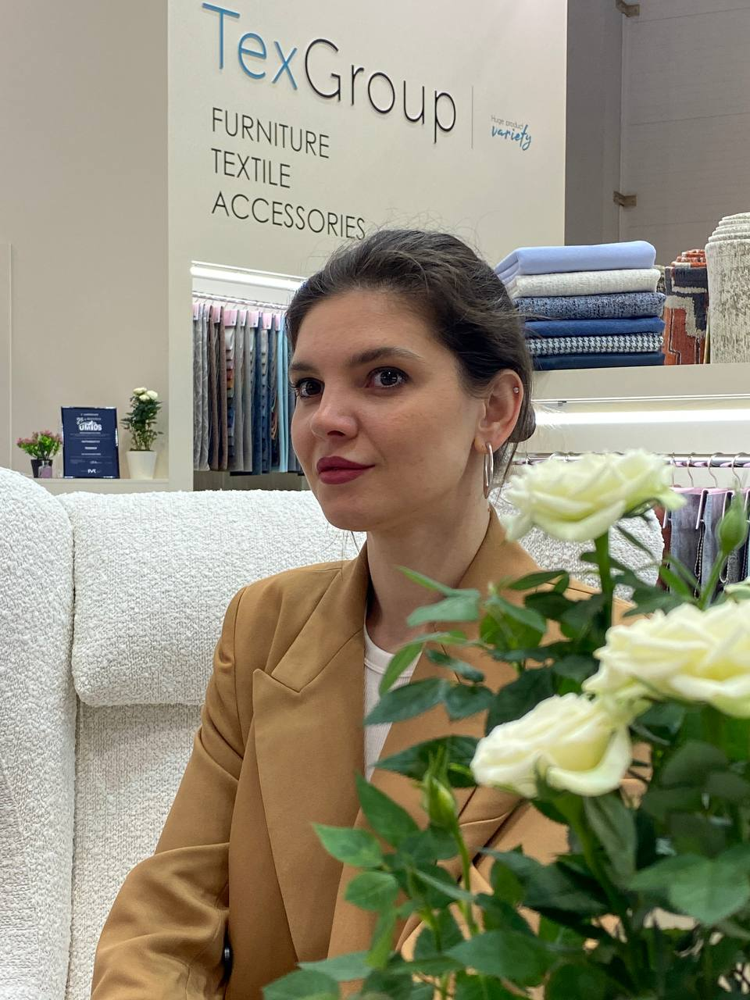 TexGroup
Huge product
variety
FURNITURE
TEXTILE
ACCESSORIES